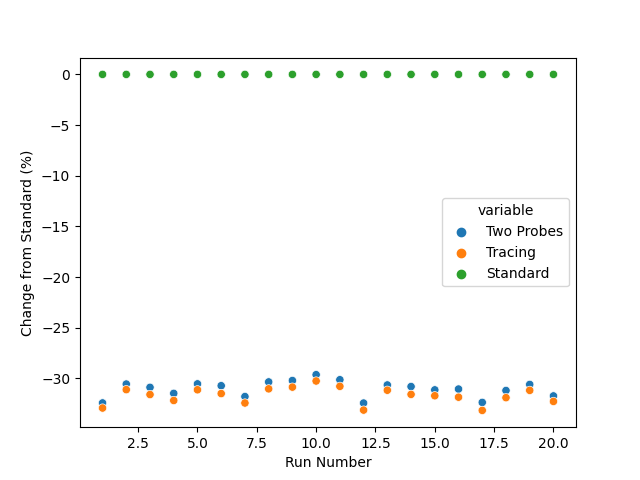 0
−5
−10
−15
−20
−25
−30
Change from Standard (%)
variable
Two Probes
Tracing
Standard
2.5 5.0 7.5 10.0 12.5 15.0 17.5 20.0
Run Number